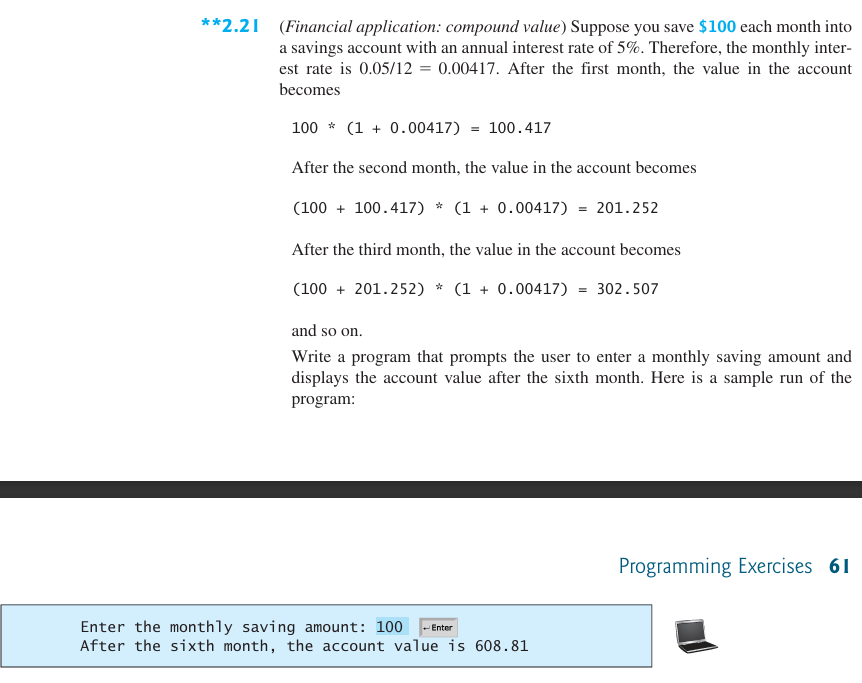 **2.21 (Financial application: compound value) Suppose you save $100 each month into
a savings account with an annual interest rate of 5%. Therefore, the monthly inter-
est rate is 0.05/12 = 0.00417. After the first month, the value in the account
becomes
100 * (1 + 0.00417) = 100.417
After the second month, the value in the account becomes
(100 + 100.417) * (1 + 0.00417) = 201.252
After the third month, the value in the account becomes
(100 + 201.252) * (1 + 0.00417) = 302.507
and so on.
Write a program that prompts the user to enter a monthly saving amount and
displays the account value after the sixth month. Here is a sample run of the
program:
Programming Exercises 61
Enter the monthly saving amount: 100 ←Enter
After the sixth month, the account value is 608.81